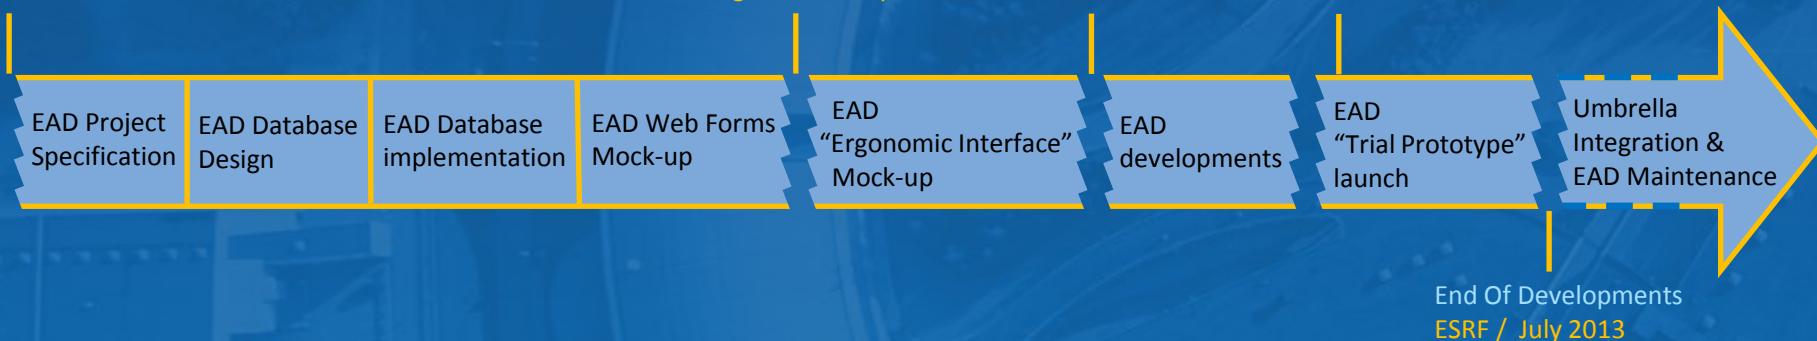 EAD Project
Specification
EAD Database
Design
EAD Database
implementation
EAD Web Forms
Mock-up
EAD
“Ergonomic Interface”
Mock-up
EAD
developments
EAD
“Trial Prototype”
launch
Umbrella
Integration &
EAD Maintenance
End Of Developments
ESRF / July 2013